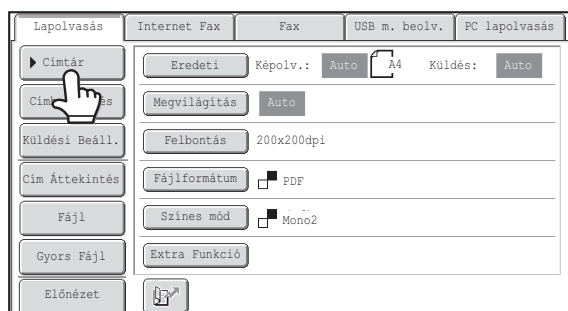 Lapolvasás Internet Fax Fax USB m. beolv. PC lapolvasás
Címtár Eredeti Képolv.: Auto A4 Küldés: Auto
Megvilágítás Auto
Küldési Beáll. Felbontás 200x200dpi
Cím Áttekintés Fájlformátum PDF
Fájl Színes mód Mono2
Gyors Fájl Extra Funkció
Előnézet